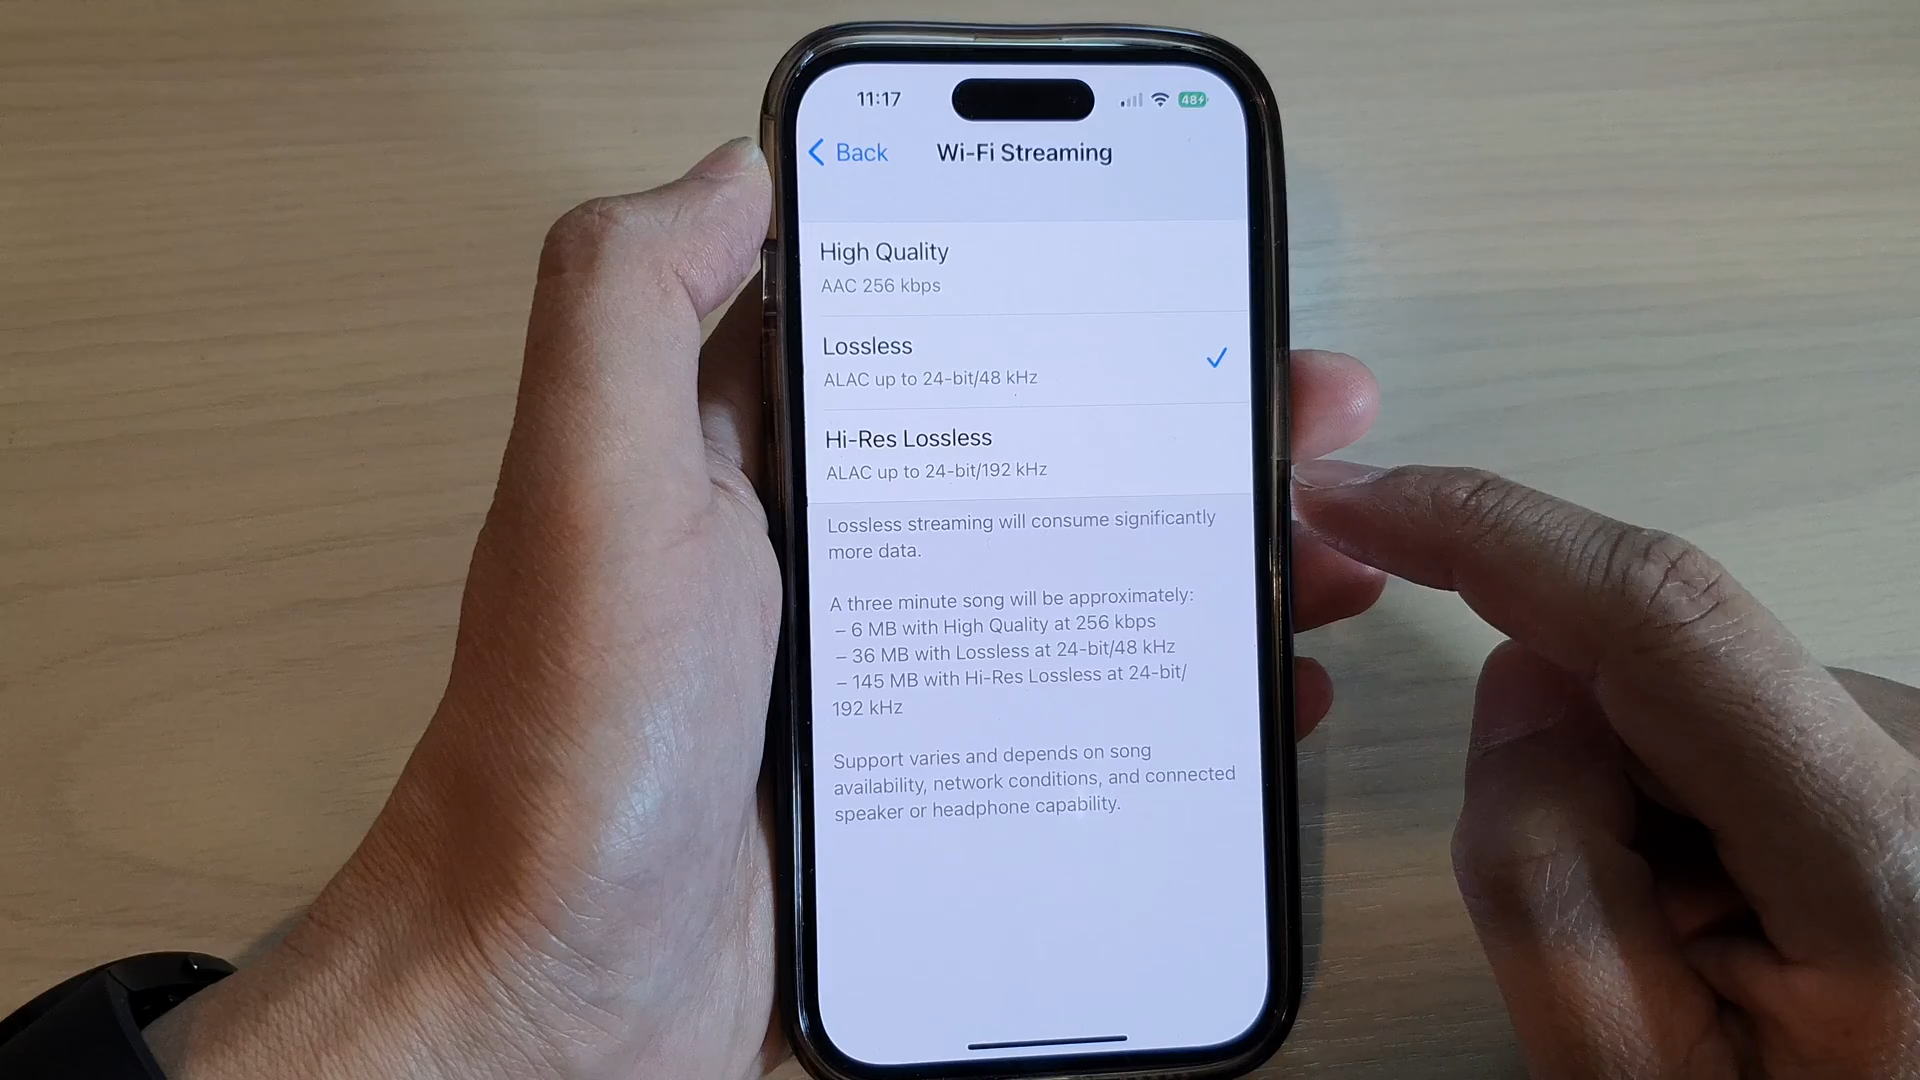 11:17
48
Back
Wi-Fi Streaming
High Quality
AAC 256 kbps
Lossless
ALAC up to 24-bit/48 kHz
Hi-Res Lossless
ALAC up to 24-bit/192 kHz
Lossless streaming will consume significantly
more data.
A three minute song will be approximately:
– 6 MB with High Quality at 256 kbps
– 36 MB with Lossless at 24-bit/48 kHz
– 145 MB with Hi-Res Lossless at 24-bit/
192 kHz
Support varies and depends on song
availability, network conditions, and connected
speaker or headphone capability.